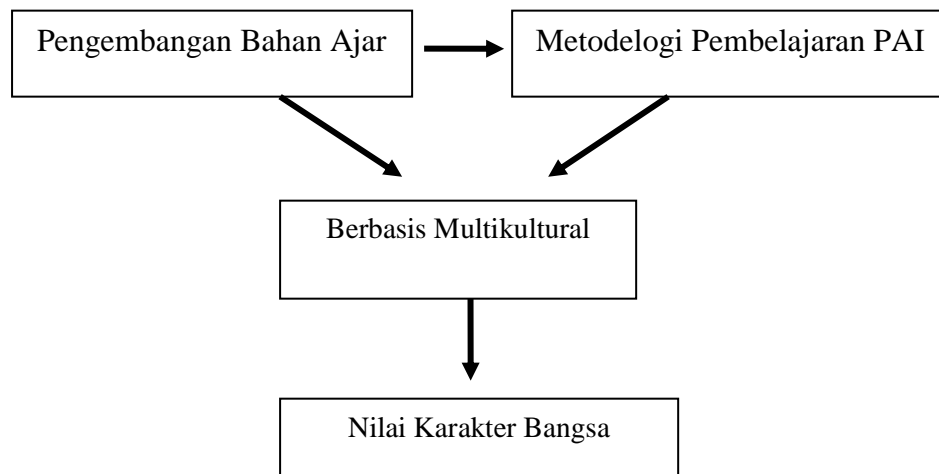 Pengembangan Bahan Ajar
Metodelogi Pembelajaran PAI
Berbasis Multikultural
Nilai Karakter Bangsa